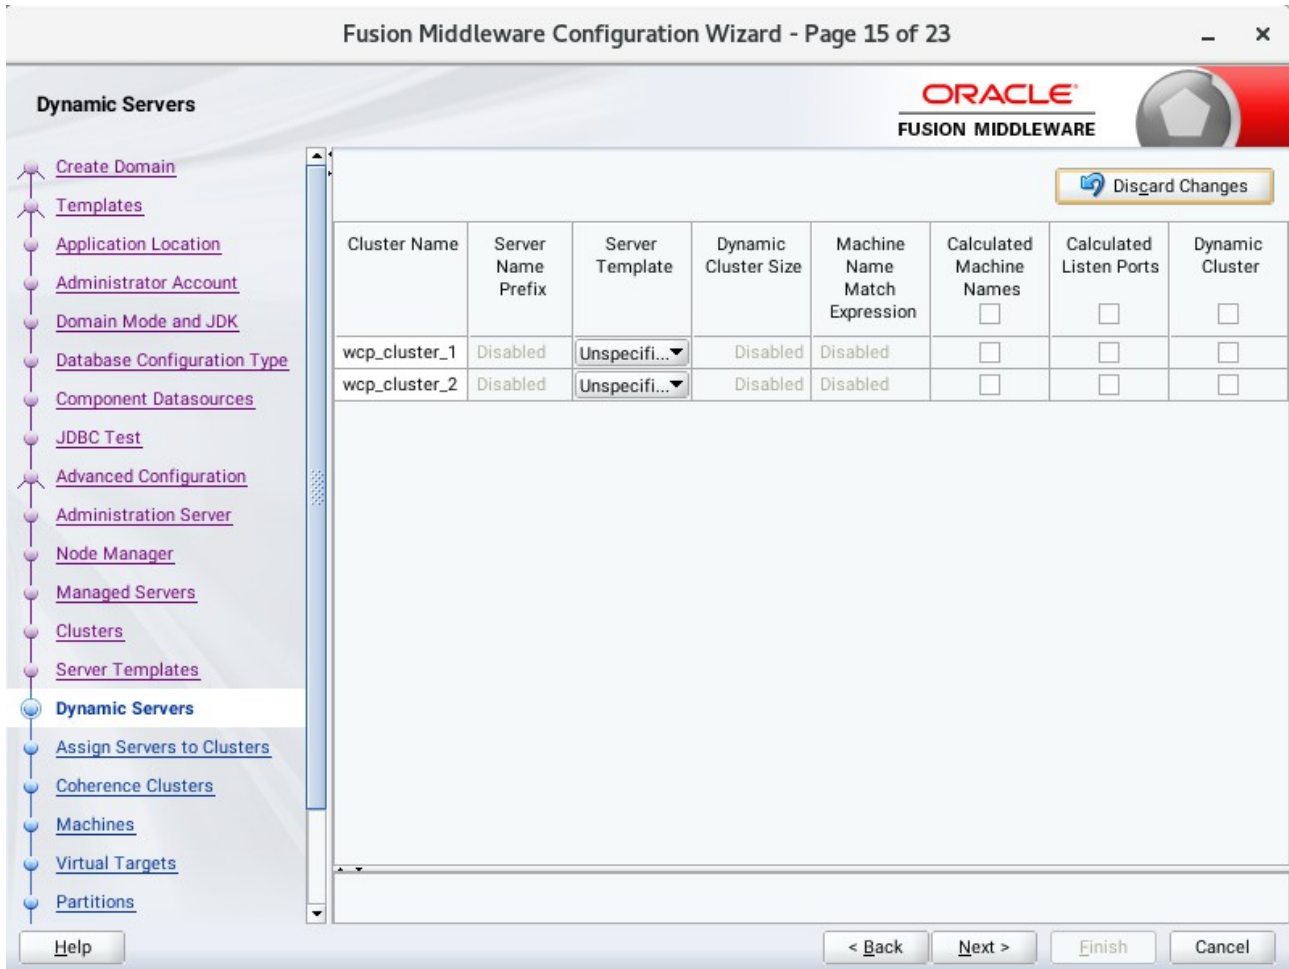 Fusion Middleware Configuration Wizard - Page 15 of 23
Dynamic Servers
ORACLE
FUSION MIDDLEWARE
Create Domain
Templates
Application Location
Administrator Account
Domain Mode and JDK
Database Configuration Type
Component Datasources
JDBC Test
Advanced Configuration
Administration Server
Node Manager
Managed Servers
Clusters
Server Templates
Dynamic Servers
Assign Servers to Clusters
Coherence Clusters
Machines
Virtual Targets
Partitions
Discard Changes
Cluster Name
Server
Name
Prefix
Server
Template
Dynamic
Cluster Size
Machine
Name
Match
Expression
Calculated
Machine
Names
Calculated
Listen Ports
Dynamic
Cluster
wcp_cluster_1 Disabled Unspecifi... Disabled Disabled
wcp_cluster_2 Disabled Unspecifi... Disabled Disabled
Help < Back Next > Finish Cancel